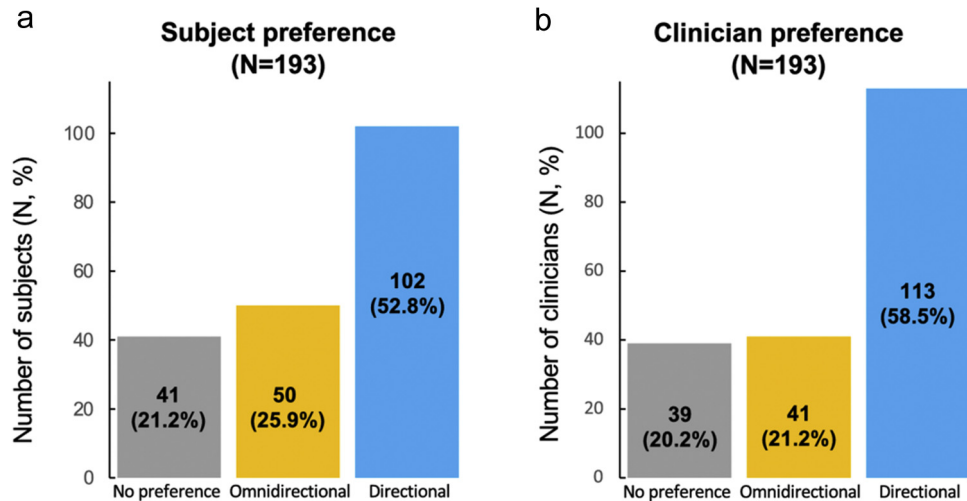 a
Subject preference
(N=193)
Number of subjects (N, %)
100
80
60
40
20
0
41
(21.2%)
50
(25.9%)
102
(52.8%)
No preference
Omnidirectional
Directional
b
Clinician preference
(N=193)
Number of clinicians (N, %)
100
80
60
40
20
0
39
(20.2%)
41
(21.2%)
113
(58.5%)
No preference
Omnidirectional
Directional